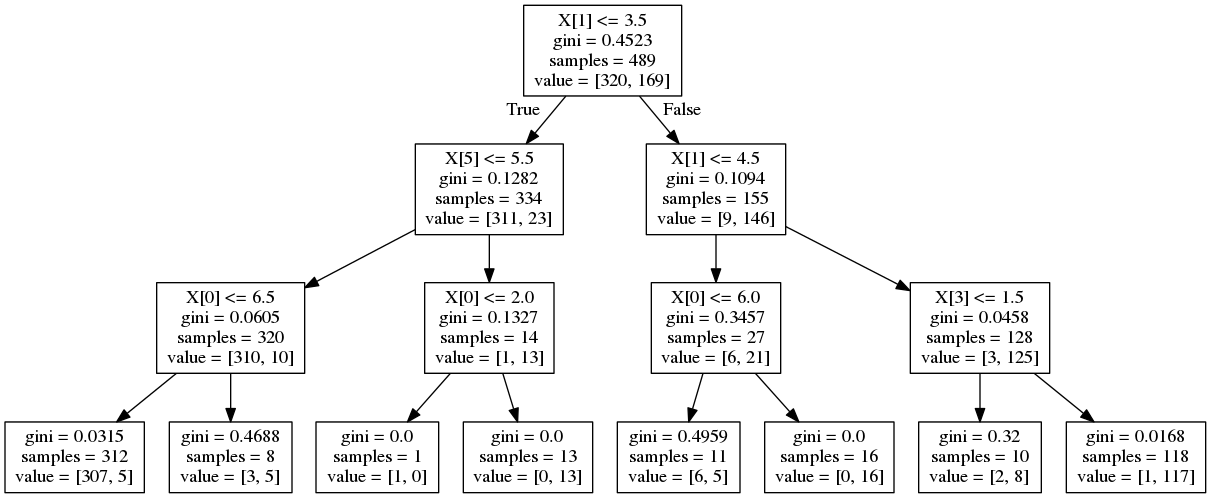 X[1] <= 3.5
gini = 0.4523
samples = 489
value = [320, 169]
True
False
X[5] <= 5.5
gini = 0.1282
samples = 334
value = [311, 23]
X[1] <= 4.5
gini = 0.1094
samples = 155
value = [9, 146]
X[0] <= 6.5
gini = 0.0605
samples = 320
value = [310, 10]
X[0] <= 2.0
gini = 0.1327
samples = 14
value = [1, 13]
X[0] <= 6.0
gini = 0.3457
samples = 27
value = [6, 21]
X[3] <= 1.5
gini = 0.0458
samples = 128
value = [3, 125]
gini = 0.0315
samples = 312
value = [307, 5]
gini = 0.4688
samples = 8
value = [3, 5]
gini = 0.0
samples = 1
value = [1, 0]
gini = 0.0
samples = 13
value = [0, 13]
gini = 0.4959
samples = 11
value = [6, 5]
gini = 0.0
samples = 16
value = [0, 16]
gini = 0.32
samples = 10
value = [2, 8]
gini = 0.0168
samples = 118
value = [1, 117]